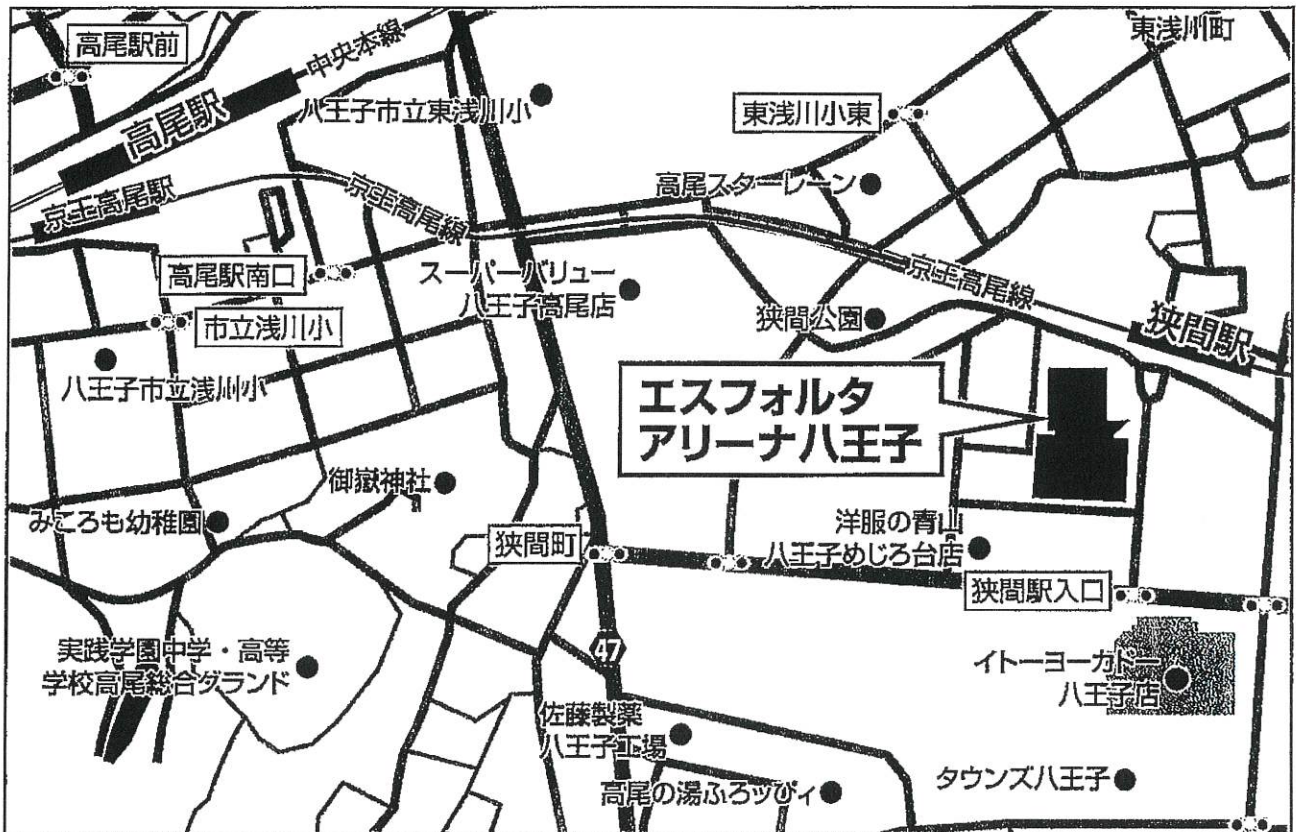 高尾駅前
中央本線
東浅川町
高尾駅
八王子市立東浅川小
東浅川小東
京王高尾駅
京王高尾線
高尾スターレーン
高尾駅南口
スーパーバリュー
八王子高尾店
京王高尾線
市立浅川小
狭間公園
狭間駅
八王子市立浅川小
エスフォルタ
アリーナ八王子
御嶽神社
みころも幼稚園
狭間町
洋服の青山
八王子めじろ台店
狭間駅入口
47
実践学園中学・高等
学校高尾総合グランド
イトーヨーカドー
八王子店
佐藤製薬
八王子工場
高尾の湯ふろッぴィ
タウンズ八王子